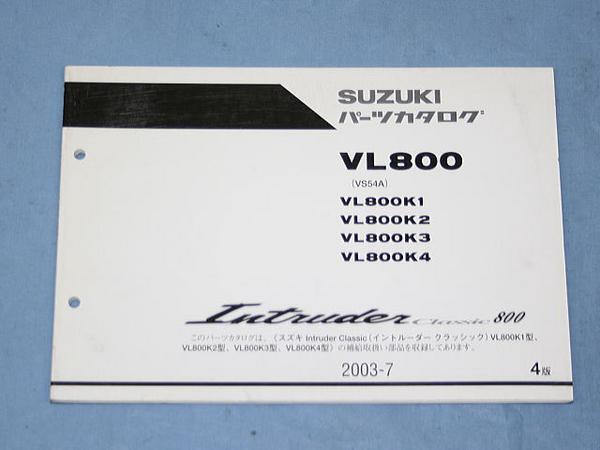 SUZUKI
パーツカタログ
VL800
(VS54A)
VL800K1
VL800K2
VL800K3
VL800K4
Intruder Classic 800
このパーツカタログは、〈スズキ Intruder Classic(イントルーダー クラッシック)VL800K1型、
VL800K2型、VL800K3型、VL800K4型〉の補給取扱い部品を収録してあります。
2003-7
4版